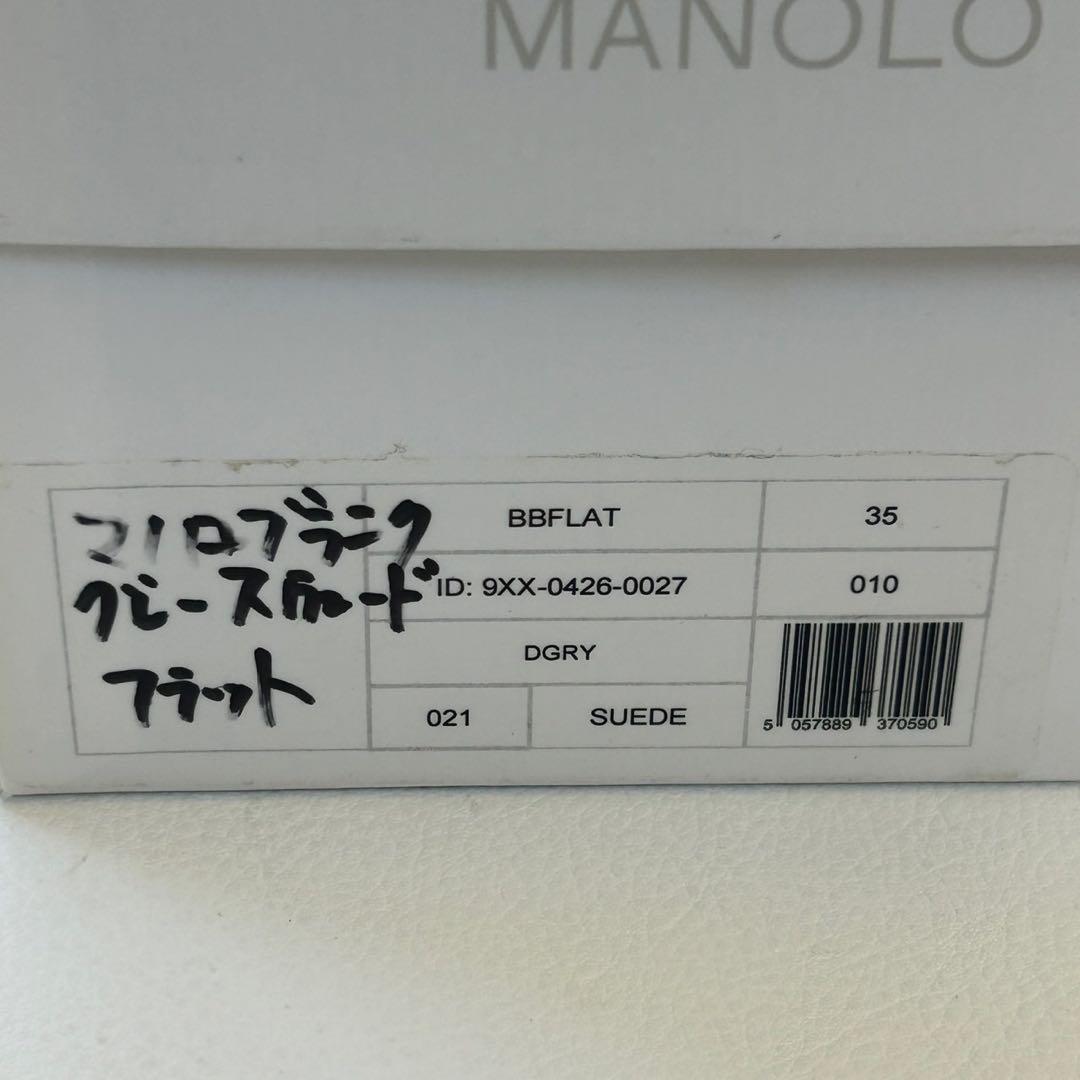 MANOLO
マノロブラニク
グレースウェード
フラット
BBFLAT 35
ID: 9XX-0426-0027 010
DGRY
021 SUEDE
5 057889 370590